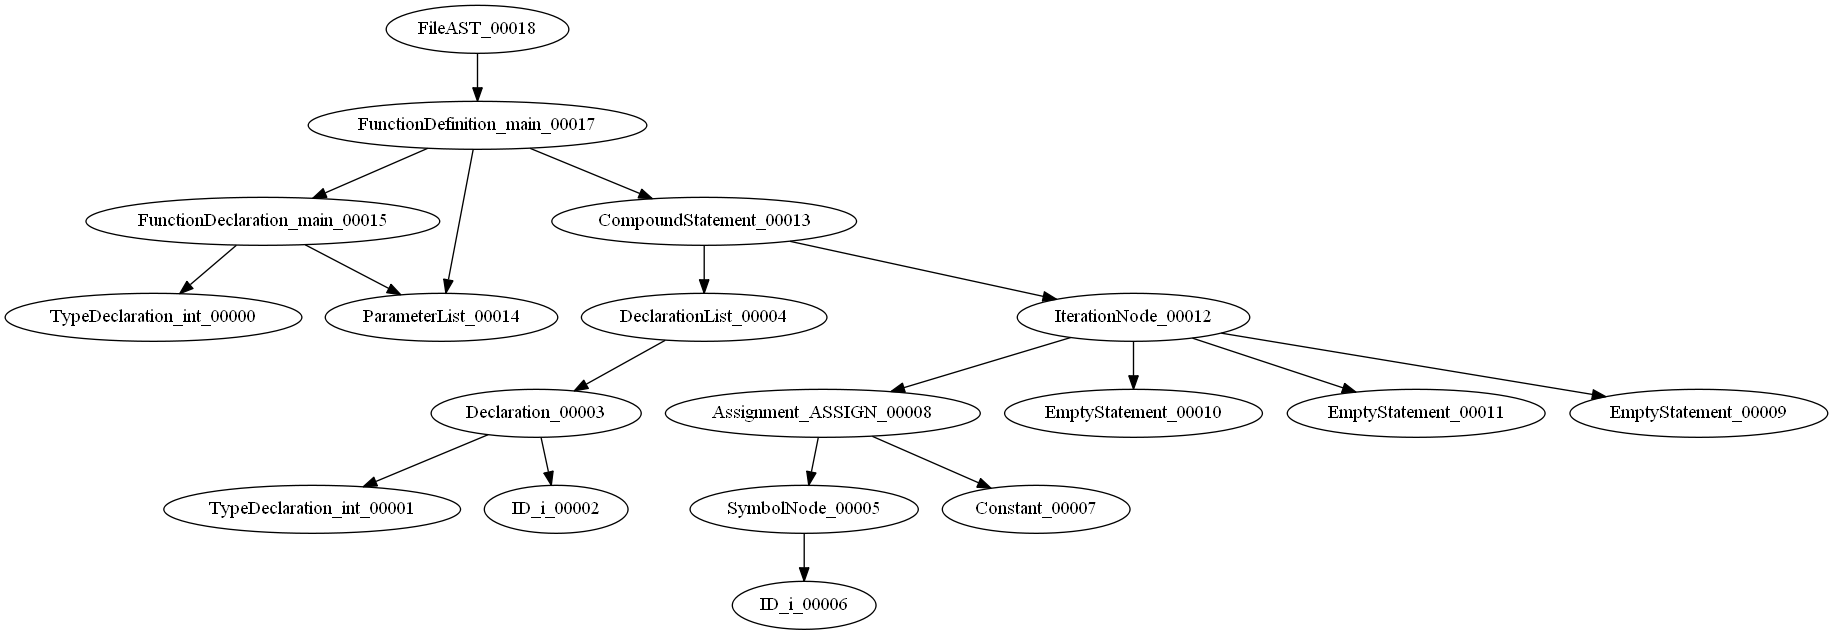 FileAST_00018
FunctionDefinition_main_00017
FunctionDeclaration_main_00015
CompoundStatement_00013
TypeDeclaration_int_00000
ParameterList_00014
DeclarationList_00004
IterationNode_00012
Declaration_00003
Assignment_ASSIGN_00008
EmptyStatement_00010
EmptyStatement_00011
EmptyStatement_00009
TypeDeclaration_int_00001
ID_i_00002
SymbolNode_00005
Constant_00007
ID_i_00006